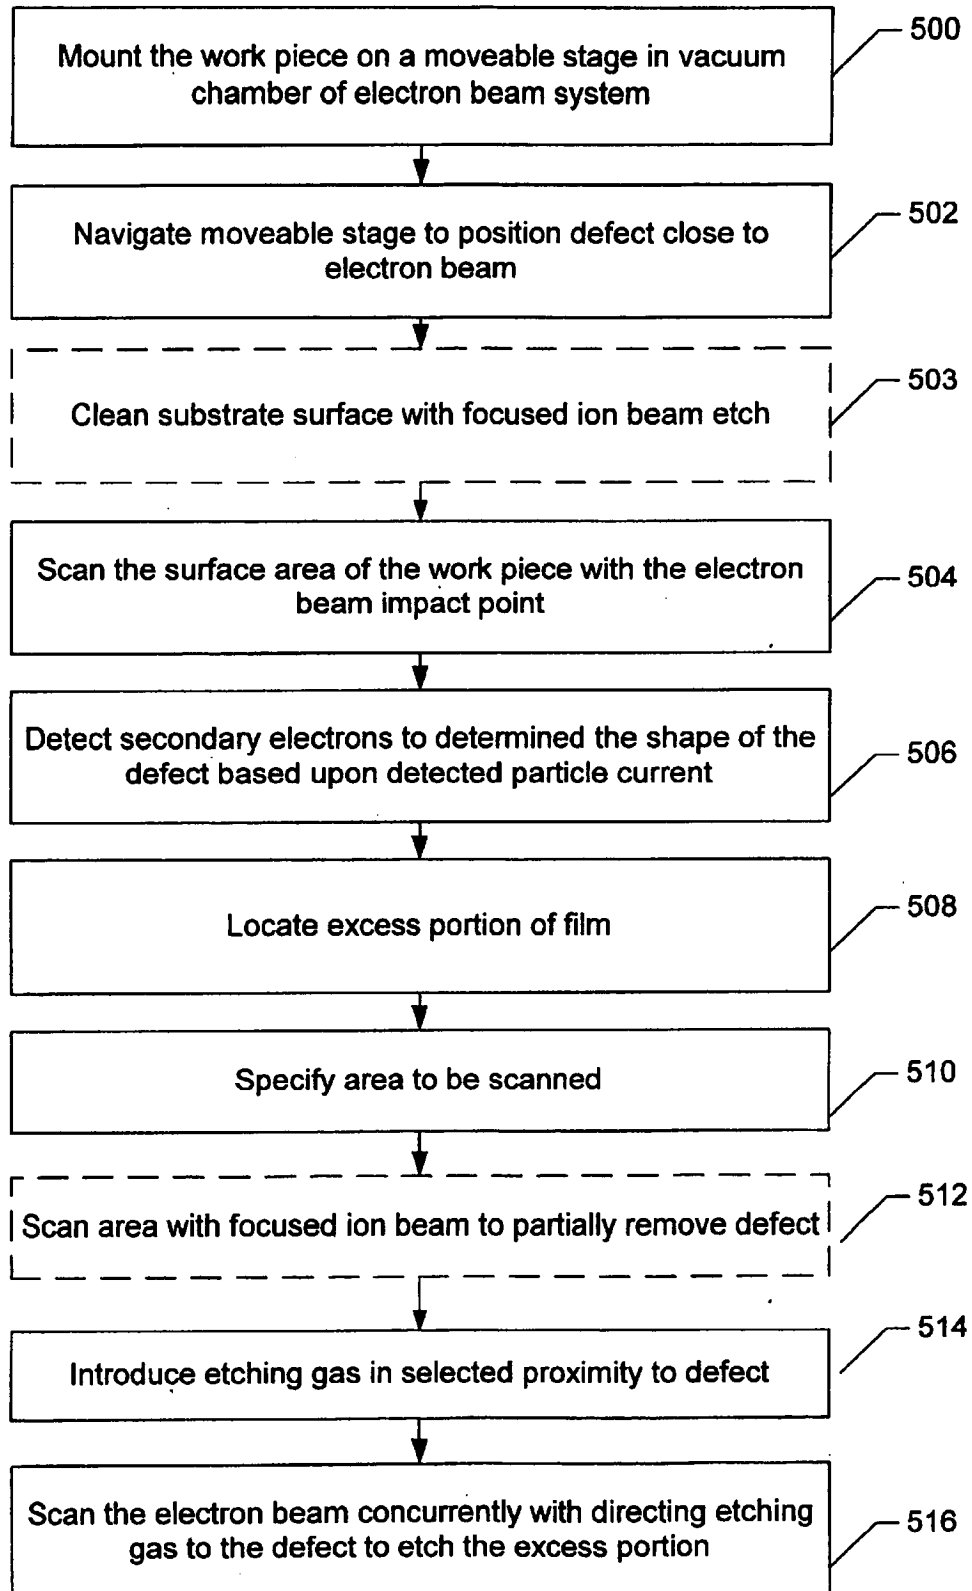 Mount the work piece on a moveable stage in vacuum
chamber of electron beam system
500
Navigate moveable stage to position defect close to
electron beam
502
Clean substrate surface with focused ion beam etch
503
Scan the surface area of the work piece with the electron
beam impact point
504
Detect secondary electrons to determined the shape of the
defect based upon detected particle current
506
Locate excess portion of film
508
Specify area to be scanned
510
Scan area with focused ion beam to partially remove defect
512
Introduce etching gas in selected proximity to defect
514
Scan the electron beam concurrently with directing etching
gas to the defect to etch the excess portion
516